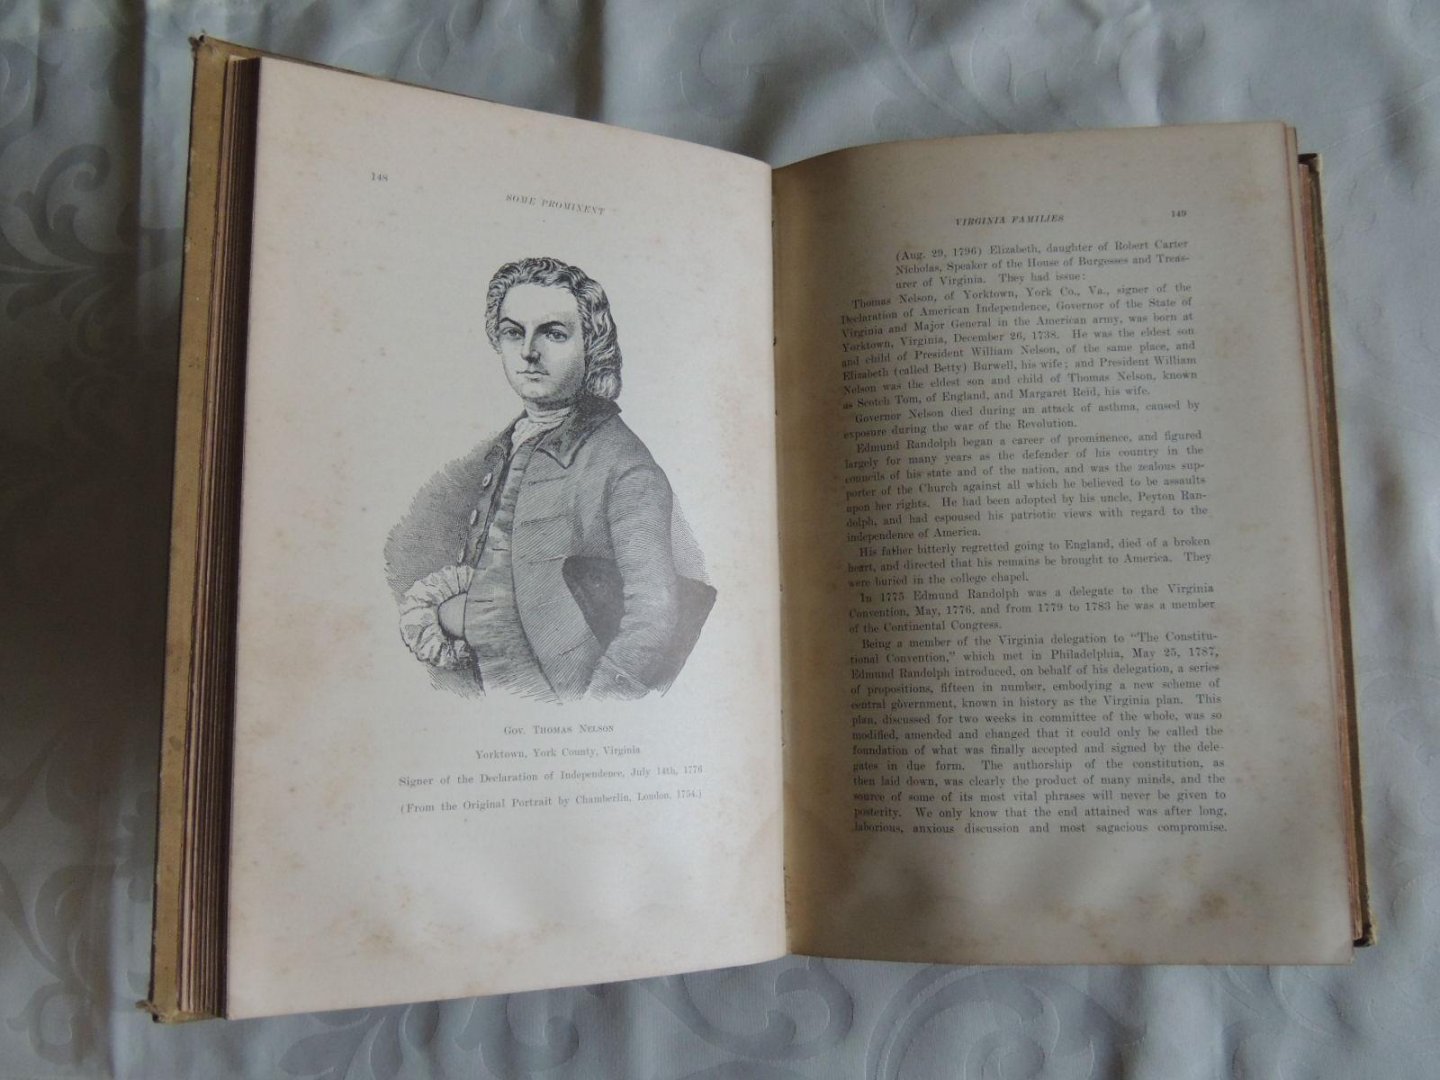 148
SOME PROMINENT
GOV. THOMAS NELSON
Yorktown, York County, Virginia
Signer of the Declaration of Independence, July 14th, 1776
(From the Original Portrait by Chamberlin, London, 1754.)
VIRGINIA FAMILIES 149
(Aug. 29, 1796) Elizabeth, daughter of Robert Carter
Nicholas, Speaker of the House of Burgesses and Treas-
urer of Virginia. They had issue:
Thomas Nelson, of Yorktown, York Co., Va., signer of the
Declaration of American Independence, Governor of the State of
Virginia and Major General in the American army, was born at
Yorktown, Virginia, December 26, 1738. He was the eldest son
and child of President William Nelson, of the same place, and
Elizabeth (called Betty) Burwell, his wife; and President William
Nelson was the eldest son and child of Thomas Nelson, known
as Scotch Tom, of England, and Margaret Reid, his wife.
Governor Nelson died during an attack of asthma, caused by
exposure during the war of the Revolution.
Edmund Randolph began a career of prominence, and figured
largely for many years as the defender of his country in the
councils of his state and of the nation, and was the zealous sup-
porter of the Church against all which he believed to be assaults
upon her rights. He had been adopted by his uncle, Peyton Ran-
dolph, and had espoused his patriotic views with regard to the
independence of America.
His father bitterly regretted going to England, died of a broken
heart, and directed that his remains be brought to America. They
were buried in the college chapel.
In 1775 Edmund Randolph was a delegate to the Virginia
Convention, May, 1776, and from 1779 to 1783 he was a member
of the Continental Congress.
Being a member of the Virginia delegation to "The Constitu-
tional Convention," which met in Philadelphia, May 25, 1787,
Edmund Randolph introduced, on behalf of his delegation, a series
of propositions, fifteen in number, embodying a new scheme of
central government, known in history as the Virginia plan. This
plan, discussed for two weeks in committee of the whole, was so
modified, amended and changed that it could only be called the
foundation of what was finally accepted and signed by the dele-
gates in due form. The authorship of the constitution, as
then laid down, was clearly the product of many minds, and the
source of some of its most vital phrases will never be given to
posterity. We only know that the end attained was after long,
laborious, anxious discussion and most sagacious compromise.